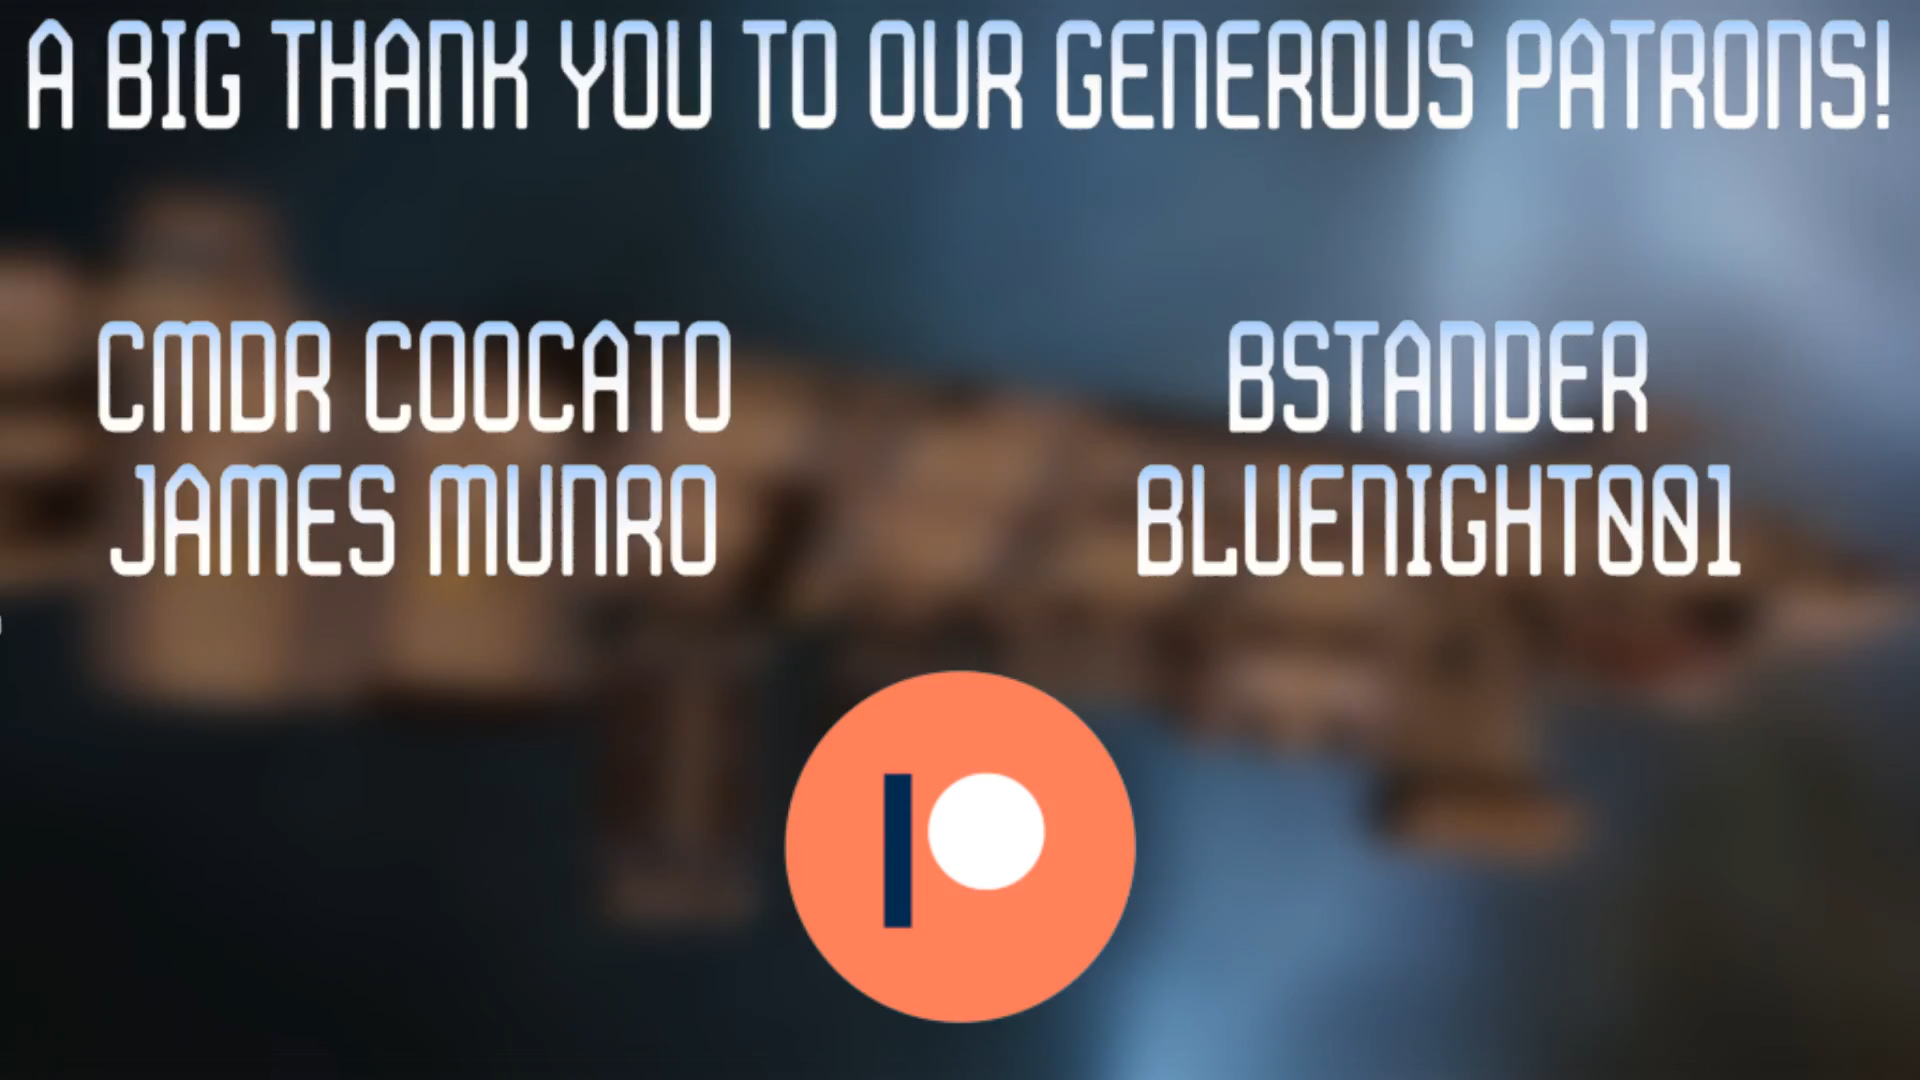 A BIG THANK YOU TO OUR GENEROUS PATRONS!
CMDR COOCATO
JAMES MUNRO
BSTANDER
BLUENIGHT001